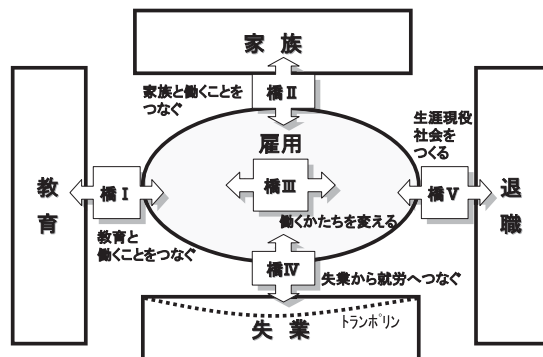 家族
家族と働くことを
つなぐ
橋Ⅱ
生涯現役
社会を
つくる
雇用
教育
橋Ⅰ
橋Ⅲ
橋Ⅴ
退職
働くかたちを変える
教育と
働くことをつなぐ
橋Ⅳ
失業から就労へつなぐ
トランポリン
失業